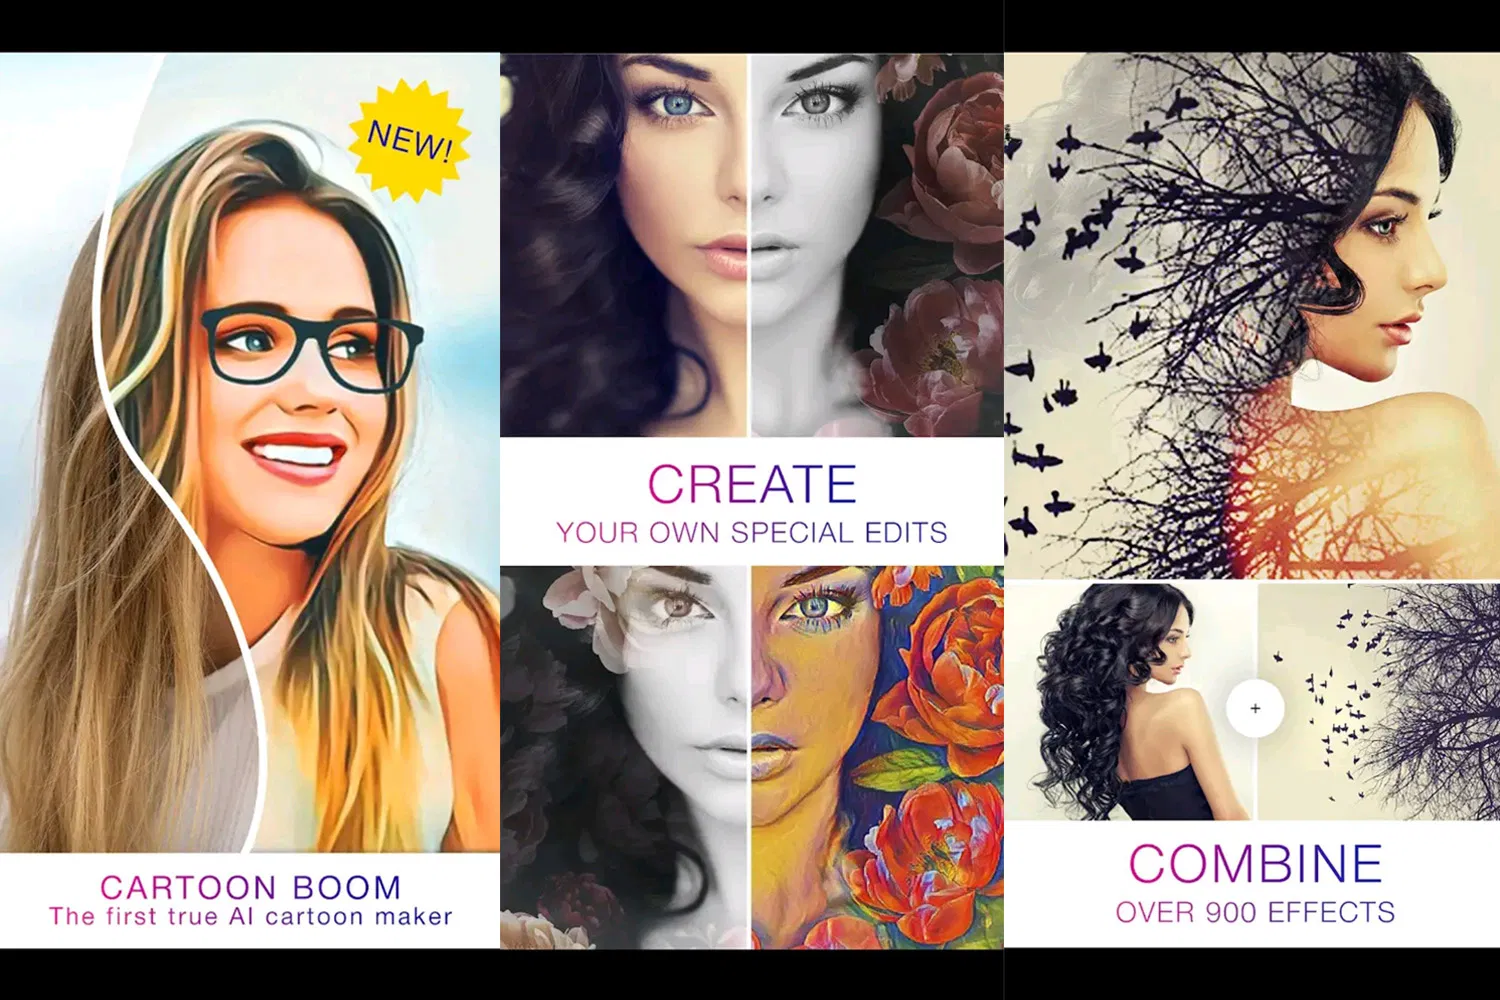 NEW!
CARTOON BOOM
The first true AI cartoon maker
CREATE
YOUR OWN SPECIAL EDITS
+
COMBINE
OVER 900 EFFECTS